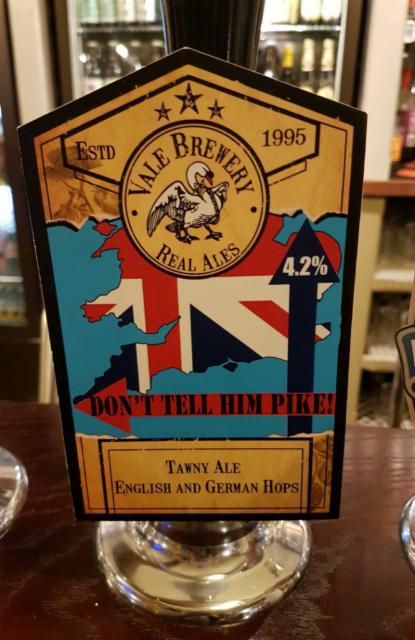 ESTD
1995
VALE BREWERY
REAL ALES
4.2%
DON'T TELL HIM PIKE!
TAWNY ALE
ENGLISH AND GERMAN HOPS